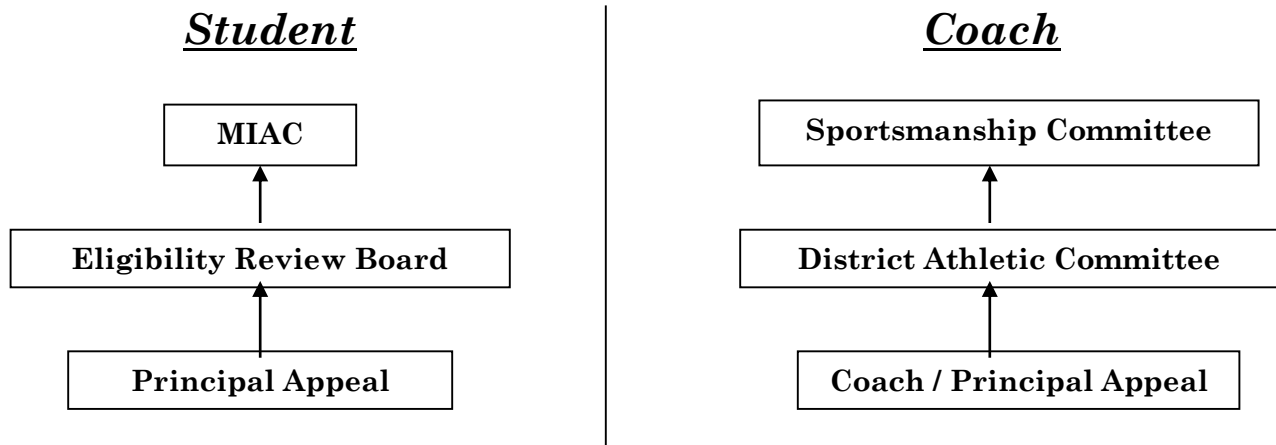 Student
MIAC
Eligibility Review Board
Principal Appeal
Coach
Sportsmanship Committee
District Athletic Committee
Coach / Principal Appeal